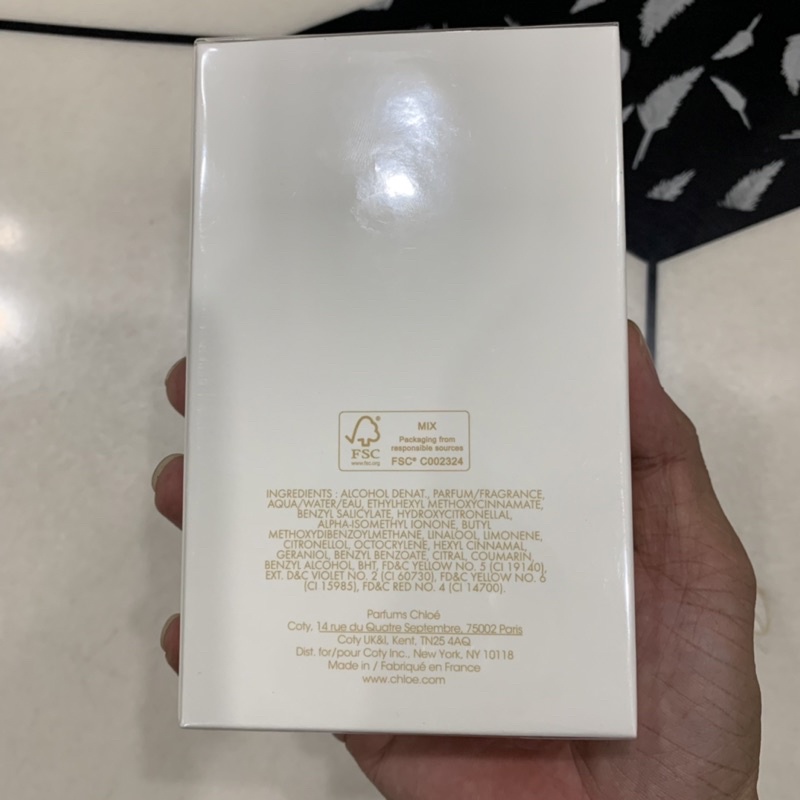 FSC®
www.fsc.org
MIX
Packaging from
responsible sources
FSC® C002324
INGREDIENTS : ALCOHOL DENAT., PARFUM/FRAGRANCE,
AQUA/WATER/EAU, ETHYLHEXYL METHOXYCINNAMATE,
BENZYL SALICYLATE, HYDROXYCITRONELLAL,
ALPHA-ISOMETHYL IONONE, BUTYL
METHOXYDIBENZOYLMETHANE, LINALOOL, LIMONENE,
CITRONELLOL, OCTOCRYLENE, HEXYL CINNAMAL,
GERANIOL, BENZYL BENZOATE, CITRAL, COUMARIN,
BENZYL ALCOHOL, BHT, FD&C YELLOW NO. 5 (CI 19140),
EXT. D&C VIOLET NO. 2 (CI 60730), FD&C YELLOW NO. 6
(CI 15985), FD&C RED NO. 4 (CI 14700).
Parfums Chloé
Coty, 14 rue du Quatre Septembre, 75002 Paris
Coty UK&I, Kent, TN25 4AQ
Dist. for/pour Coty Inc., New York, NY 10118
Made in / Fabriqué en France
www.chloe.com